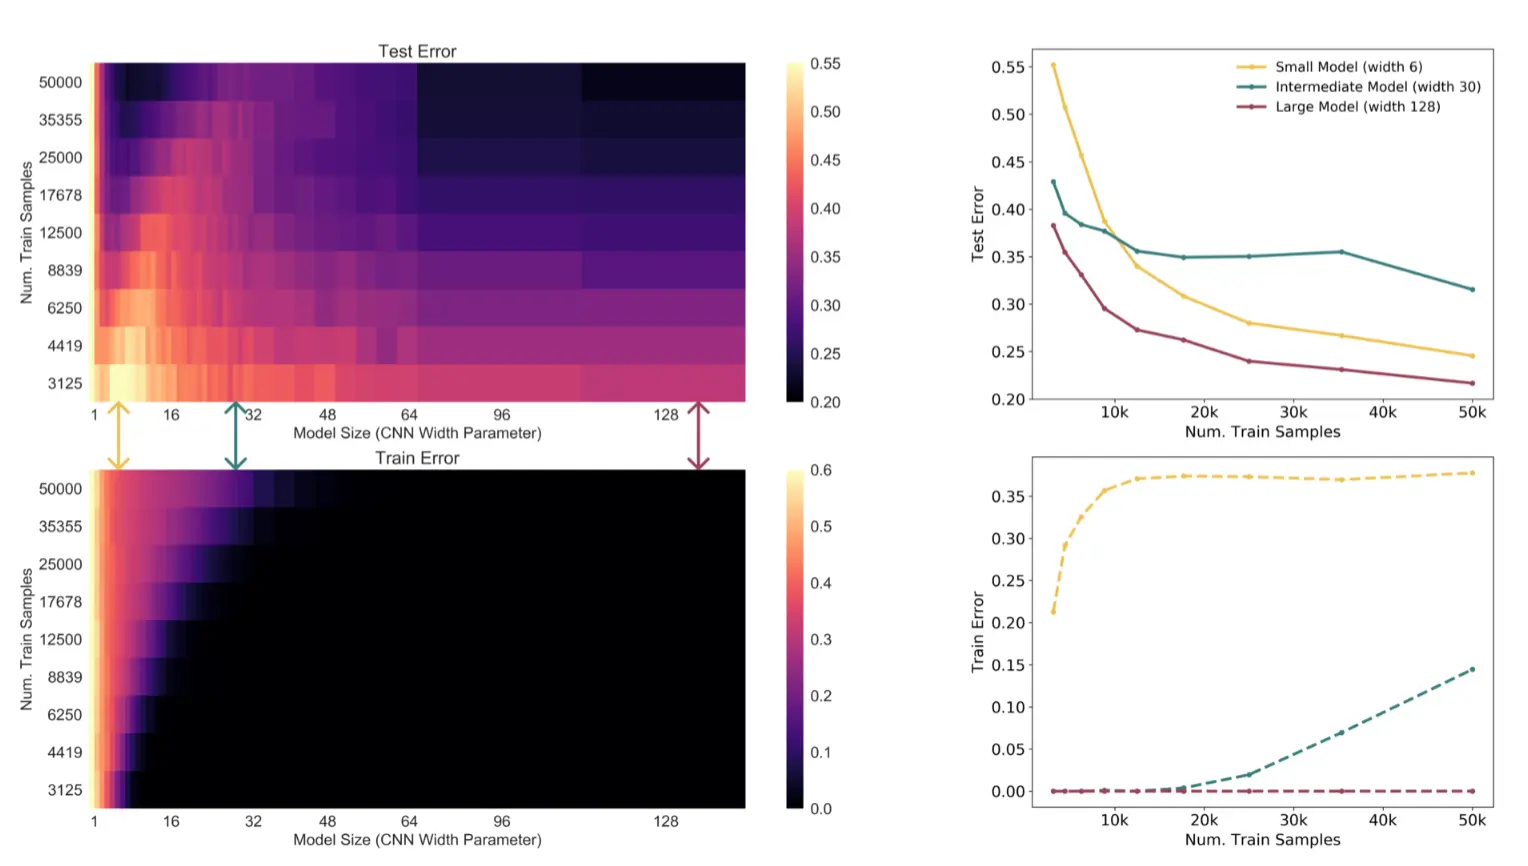 Test Error
50000
35355
25000
17678
12500
8839
6250
4419
3125
Num. Train Samples
1 16 32 48 64 96 128
Model Size (CNN Width Parameter)
0.55
0.50
0.45
0.40
0.35
0.30
0.25
0.20
Train Error
50000
35355
25000
17678
12500
8839
6250
4419
3125
Num. Train Samples
1 16 32 48 64 96 128
Model Size (CNN Width Parameter)
0.6
0.5
0.4
0.3
0.2
0.1
0.0
Small Model (width 6)
Intermediate Model (width 30)
Large Model (width 128)
0.55
0.50
0.45
0.40
0.35
0.30
0.25
0.20
Test Error
10k 20k 30k 40k 50k
Num. Train Samples
0.35
0.30
0.25
0.20
0.15
0.10
0.05
0.00
Train Error
10k 20k 30k 40k 50k
Num. Train Samples